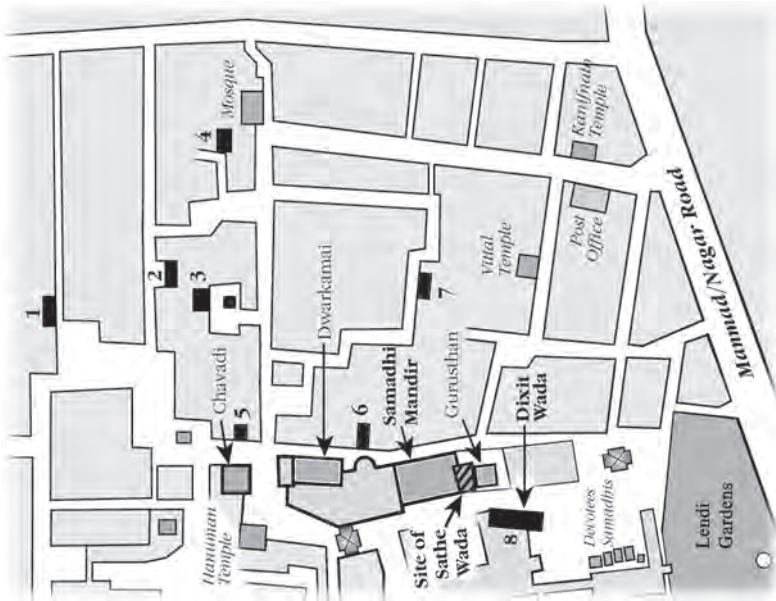 1
2
3
4
Mosque
5
Chavadi
Hanuman
Temple
Dwarkamai
6
7
Samadhi
Mandir
Gurusthan
Vittal
Temple
Kanifnath
Temple
Post
Office
Manmad/Nagar Road
Site of
Sathe
Wada
8
Dixit
Wada
Devotees
Samadhis
Lendi
Gardens